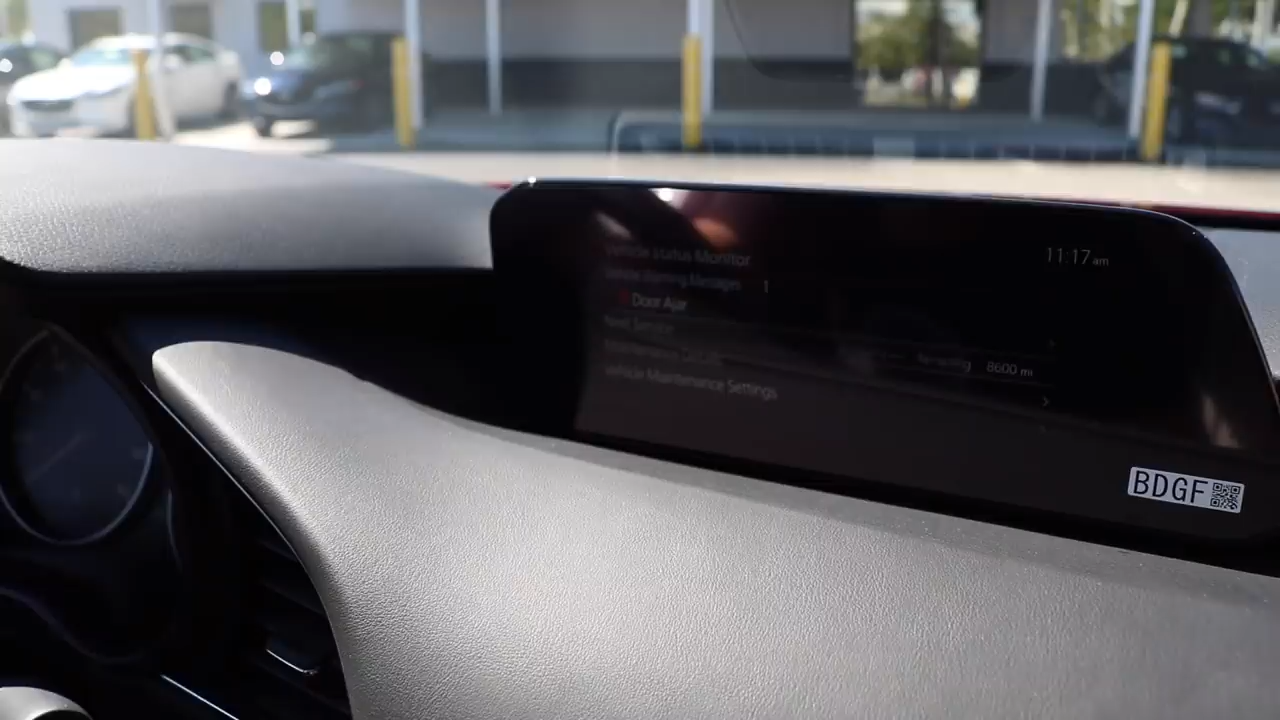 Vehicle Status Monitor
11:17 am
Vehicle Warning Messages 1
Door Ajar
Next Service
Remaining 8600 mi
Maintenance
Vehicle Maintenance Settings
BDGF